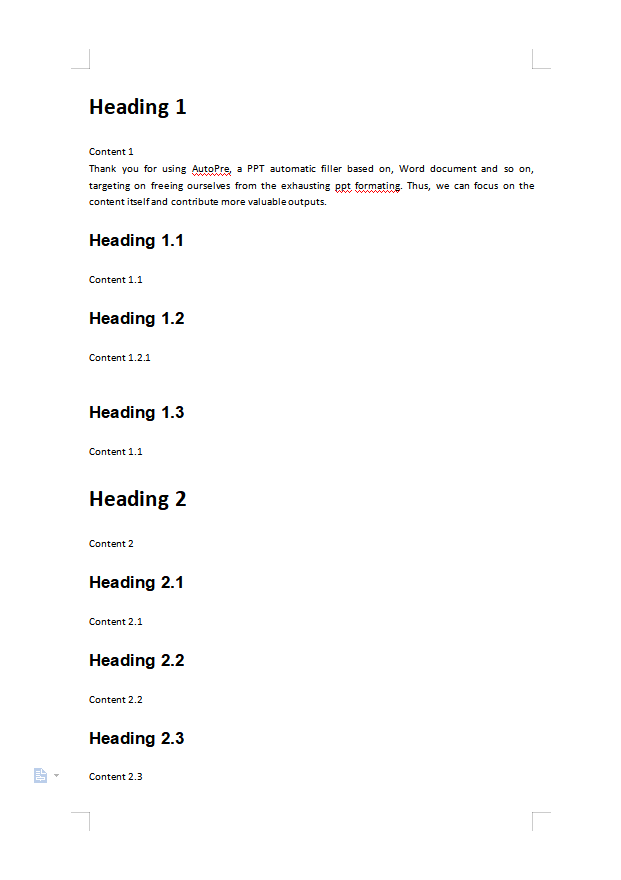 Heading 1
Content 1
Thank you for using AutoPre, a PPT automatic filler based on, Word document and so on,
targeting on freeing ourselves from the exhausting ppt formating. Thus, we can focus on the
content itself and contribute more valuable outputs.
Heading 1.1
Content 1.1
Heading 1.2
Content 1.2.1
Heading 1.3
Content 1.1
Heading 2
Content 2
Heading 2.1
Content 2.1
Heading 2.2
Content 2.2
Heading 2.3
Content 2.3